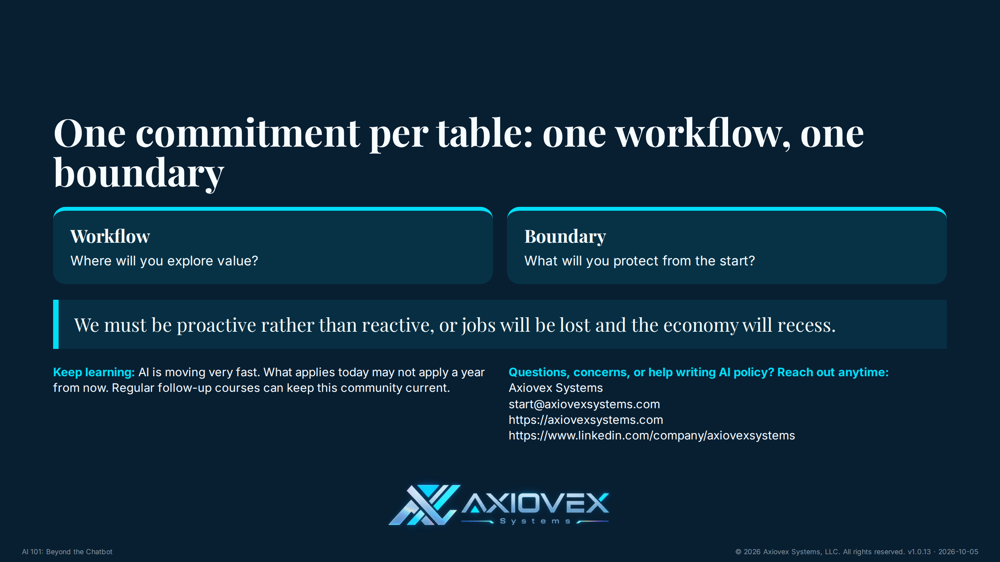 One commitment per table: one workflow, one
boundary
Workflow
Where will you explore value?
Boundary
What will you protect from the start?
We must be proactive rather than reactive, or jobs will be lost and the economy will recess.
Keep learning: AI is moving very fast. What applies today may not apply a year
from now. Regular follow-up courses can keep this community current.
Questions, concerns, or help writing AI policy? Reach out anytime:
Axiovex Systems
start@axiovexsystems.com
https://axiovexsystems.com
https://www.linkedin.com/company/axiovexsystems
AXIOVEX
Systems
AI 101: Beyond the Chatbot
© 2026 Axiovex Systems, LLC. All rights reserved. v1.0.13 · 2026-10-05